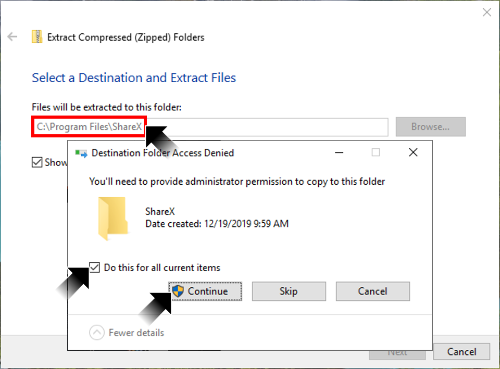 Extract Compressed (Zipped) Folders
Select a Destination and Extract Files
Files will be extracted to this folder:
C:\Program Files\ShareX
Browse...
Show
Destination Folder Access Denied
You'll need to provide administrator permission to copy to this folder
ShareX
Date created: 12/19/2019 9:59 AM
Do this for all current items
Continue
Skip
Cancel
Fewer details
Next
Cancel